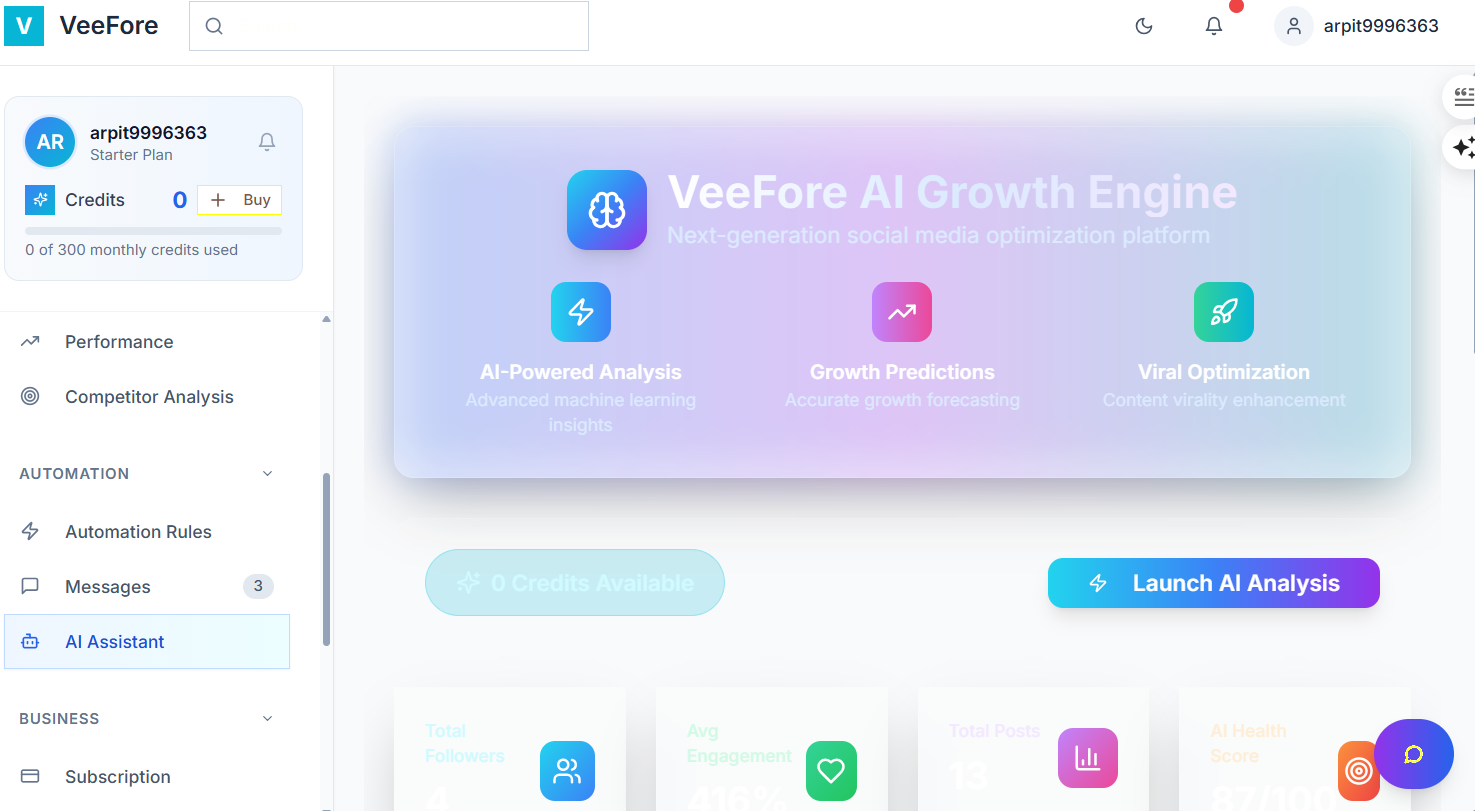 V VeeFore
arpit9996363
AR
arpit9996363
Starter Plan
Credits 0 + Buy
0 of 300 monthly credits used
Performance
Competitor Analysis
AUTOMATION
Automation Rules
Messages 3
AI Assistant
BUSINESS
Subscription
VeeFore AI Growth Engine
Next-generation social media optimization platform
AI-Powered Analysis
Advanced machine learning
insights
Growth Predictions
Accurate growth forecasting
Viral Optimization
Content virality enhancement
0 Credits Available
Launch AI Analysis
Total
Followers
4
Avg
Engagement
416%
Total Posts
13
AI Health
Score
87/100